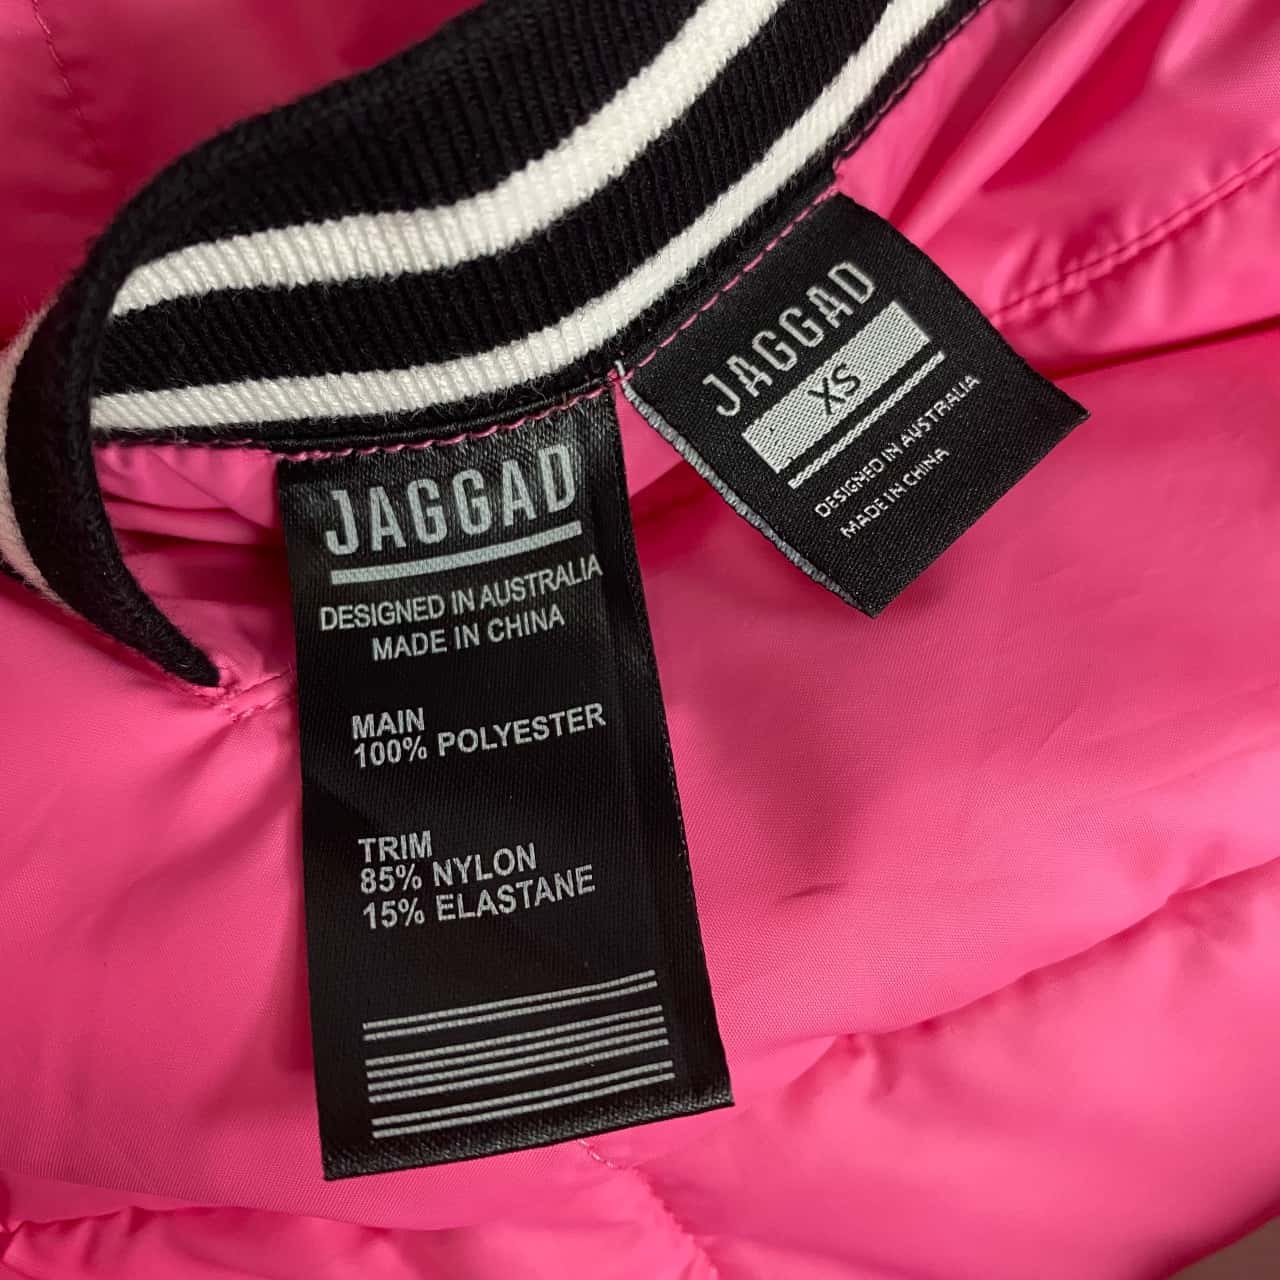 JAGGAD
XS
DESIGNED IN AUSTRALIA
MADE IN CHINA
JAGGAD
DESIGNED IN AUSTRALIA
MADE IN CHINA
MAIN
100% POLYESTER
TRIM
85% NYLON
15% ELASTANE